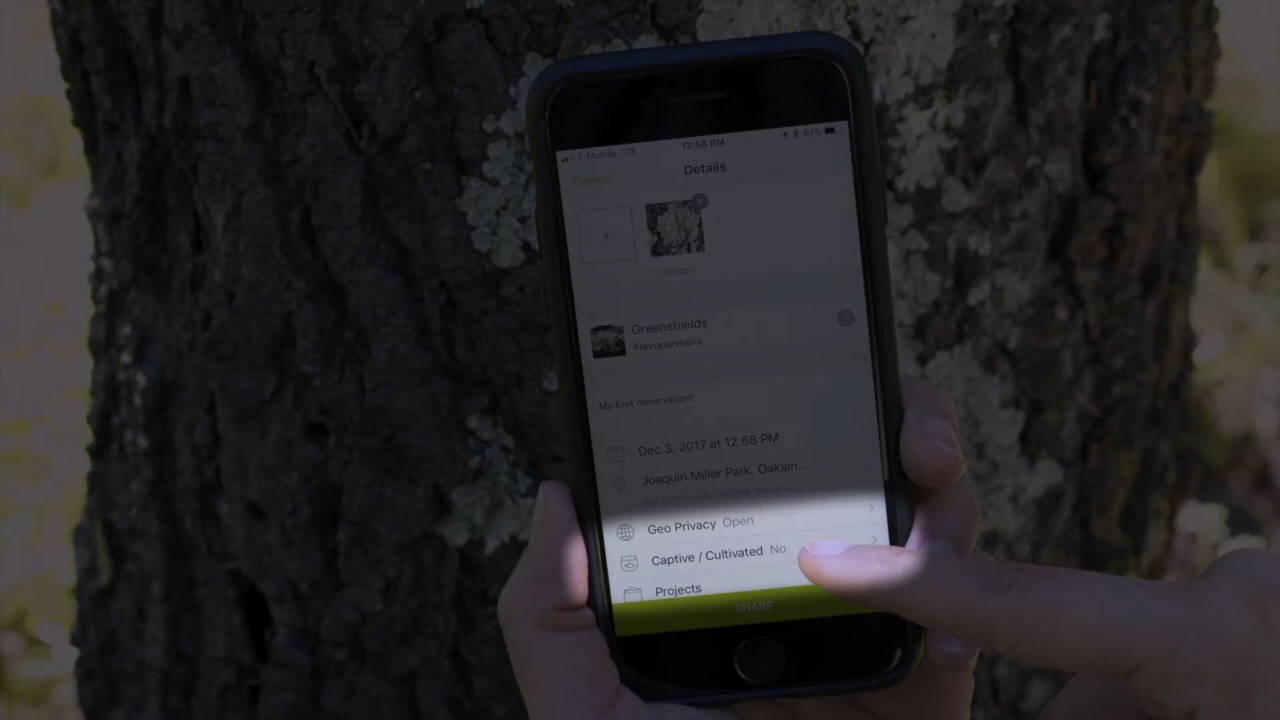 T-Mobile LTE 12:58 PM 61%
Cancel Details
+
Default
Greenshields
Flavoparmelia
My first observation!
Dec 3, 2017 at 12:58 PM
Joaquin Miller Park, Oaklan...
Geo Privacy Open
Captive / Cultivated No
Projects
SHARE